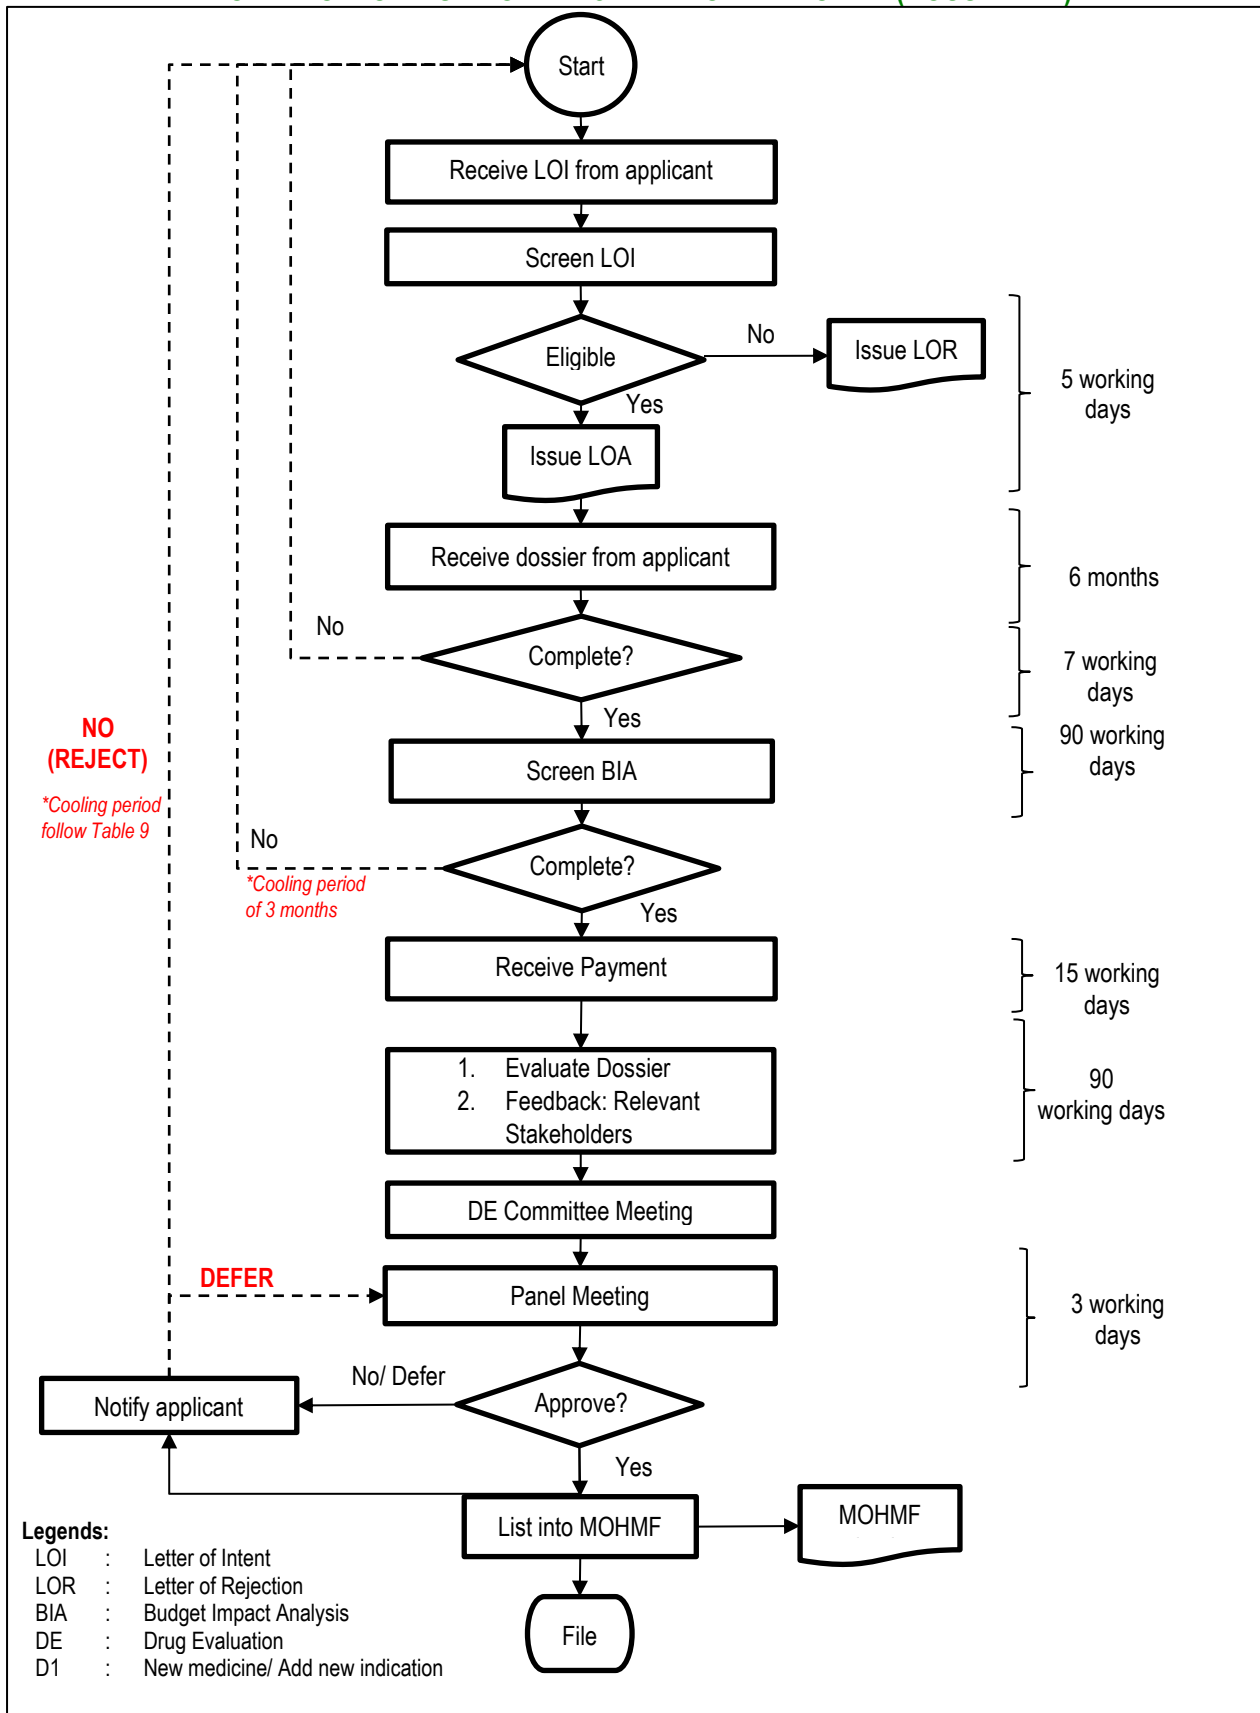 Start
Receive LOI from applicant
Screen LOI
Eligible
No
Issue LOR
5 working
days
Yes
Issue LOA
Receive dossier from applicant
6 months
No
Complete?
7 working
days
Yes
NO
(REJECT)
*Cooling period
follow Table 9
Screen BIA
90 working
days
No
Complete?
*Cooling period
of 3 months
Yes
Receive Payment
15 working
days
1. Evaluate Dossier
2. Feedback: Relevant
Stakeholders
90
working days
DE Committee Meeting
DEFER
Panel Meeting
3 working
days
No/ Defer
Notify applicant
Approve?
Yes
List into MOHMF
MOHMF
Legends:
LOI : Letter of Intent
LOR : Letter of Rejection
BIA : Budget Impact Analysis
DE : Drug Evaluation
D1 : New medicine/ Add new indication
File